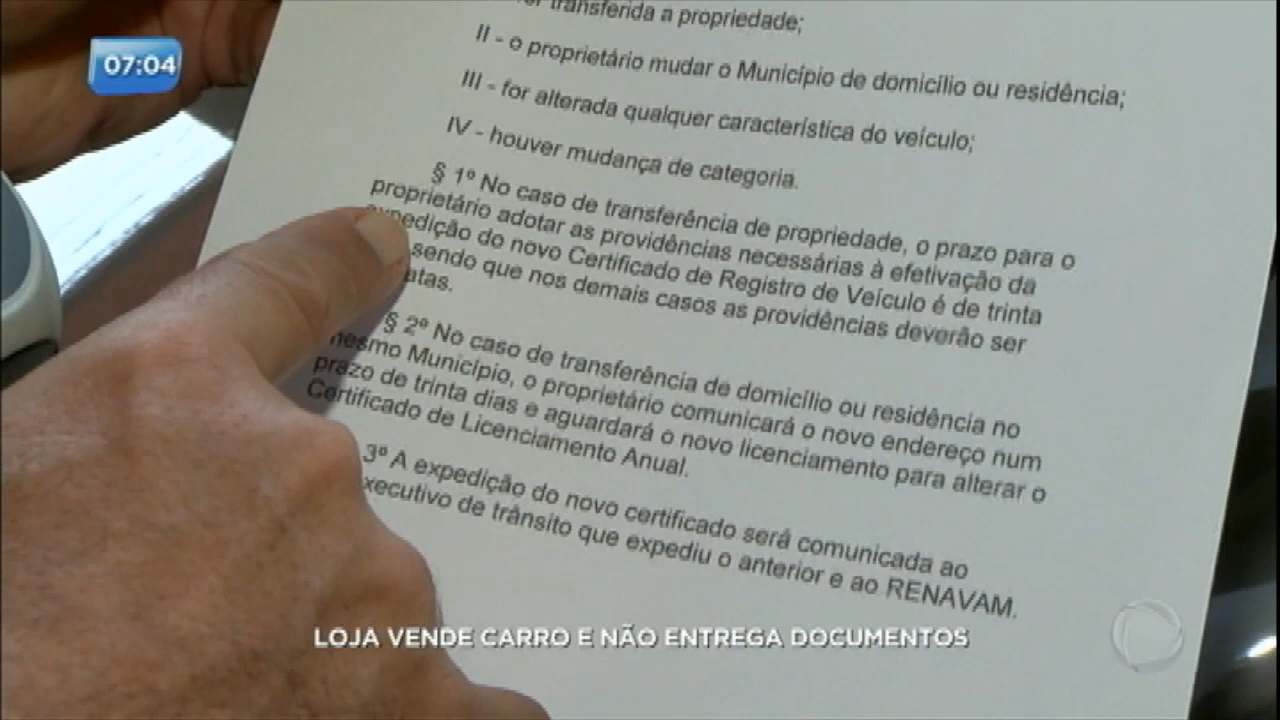 07:04
transferida a propriedade;
II - o proprietário mudar o Município de domicílio ou residência;
III - for alterada qualquer característica do veículo;
IV - houver mudança de categoria.
§ 1º No caso de transferência de propriedade, o prazo para o
proprietário adotar as providências necessárias à efetivação da
expedição do novo Certificado de Registro de Veículo é de trinta
sendo que nos demais casos as providências deverão ser
atas.
§ 2º No caso de transferência de domicílio ou residência no
mesmo Município, o proprietário comunicará o novo endereço num
prazo de trinta dias e aguardará o novo licenciamento para alterar o
Certificado de Licenciamento Anual.
3º A expedição do novo certificado será comunicada ao
xecutivo de trânsito que expediu o anterior e ao RENAVAM.
LOJA VENDE CARRO E NÃO ENTREGA DOCUMENTOS